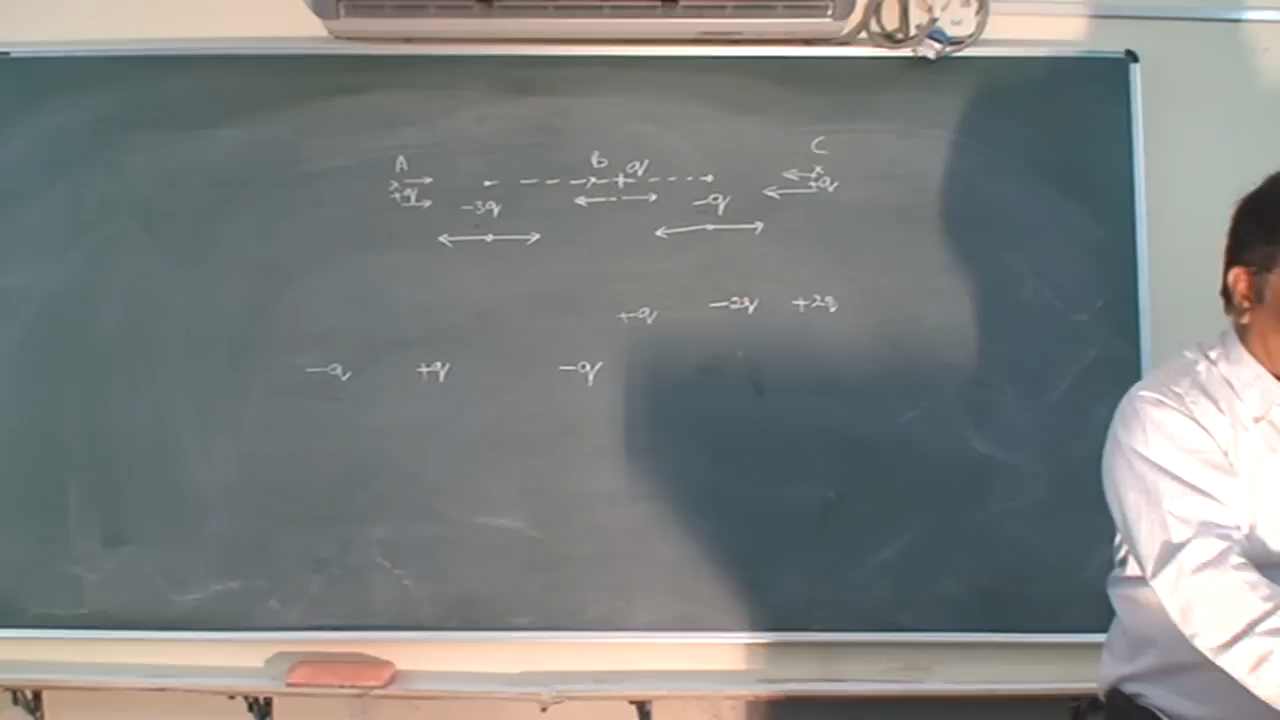 A B C
+q +q +q
-3q -q
+q -2q +2q
-q +q -q